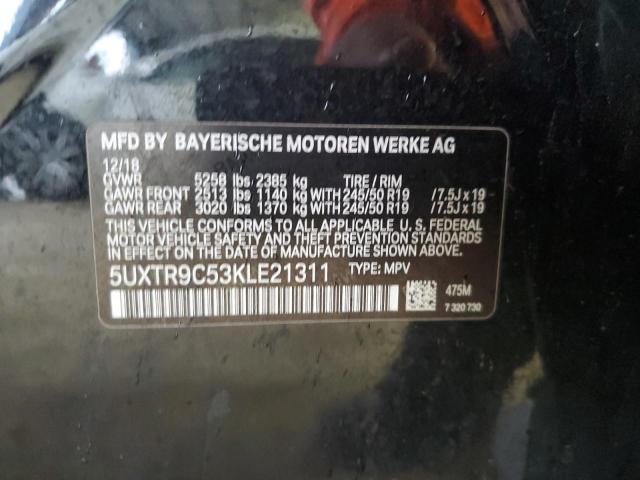 MFD BY BAYERISCHE MOTOREN WERKE AG
12/18
GVWR 5258 lbs 2385 kg TIRE / RIM
GAWR FRONT 2513 lbs 1140 kg WITH 245/50 R19 /7.5J x 19
GAWR REAR 3020 lbs 1370 kg WITH 245/50 R19 /7.5J x 19
THIS VEHICLE CONFORMS TO ALL APPLICABLE U. S. FEDERAL
MOTOR VEHICLE SAFETY AND THEFT PREVENTION STANDARDS
IN EFFECT ON THE DATE OF MANUFACTURE SHOWN ABOVE.
5UXTR9C53KLE21311 TYPE: MPV
475M
7 320 730